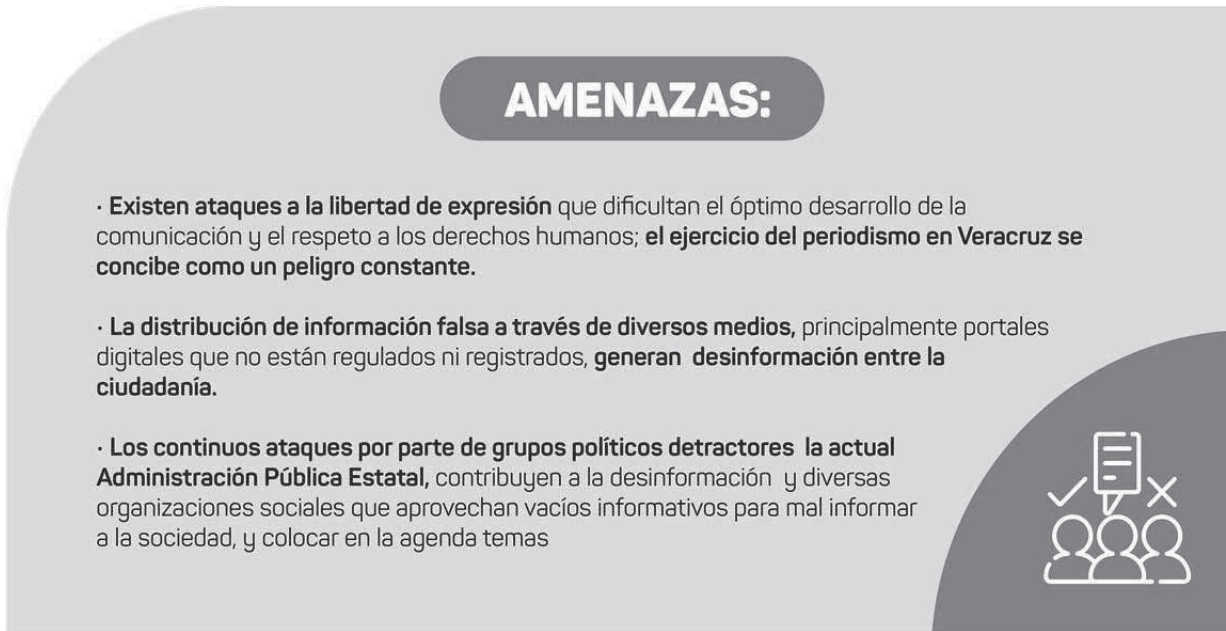 AMENAZAS:
· Existen ataques a la libertad de expresión que dificultan el óptimo desarrollo de la
comunicación y el respeto a los derechos humanos; el ejercicio del periodismo en Veracruz se
concibe como un peligro constante.
· La distribución de información falsa a través de diversos medios, principalmente portales
digitales que no están regulados ni registrados, generan  desinformación entre la
ciudadanía.
· Los continuos ataques por parte de grupos políticos detractores  la actual
Administración Pública Estatal, contribuyen a la desinformación  y diversas
organizaciones sociales que aprovechan vacíos informativos para mal informar
a la sociedad, y colocar en la agenda temas